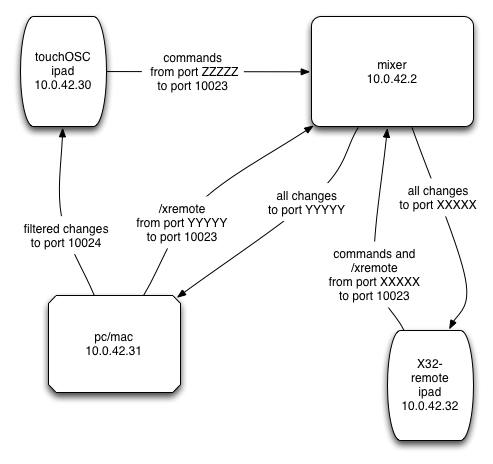 touchOSC
ipad
10.0.42.30
commands
from port ZZZZZ
to port 10023
mixer
10.0.42.2
/xremote
from port YYYYY
to port 10023
all changes
to port YYYYY
all changes
to port XXXXX
filtered changes
to port 10024
commands and
/xremote
from port XXXXX
to port 10023
pc/mac
10.0.42.31
X32-
remote
ipad
10.0.42.32